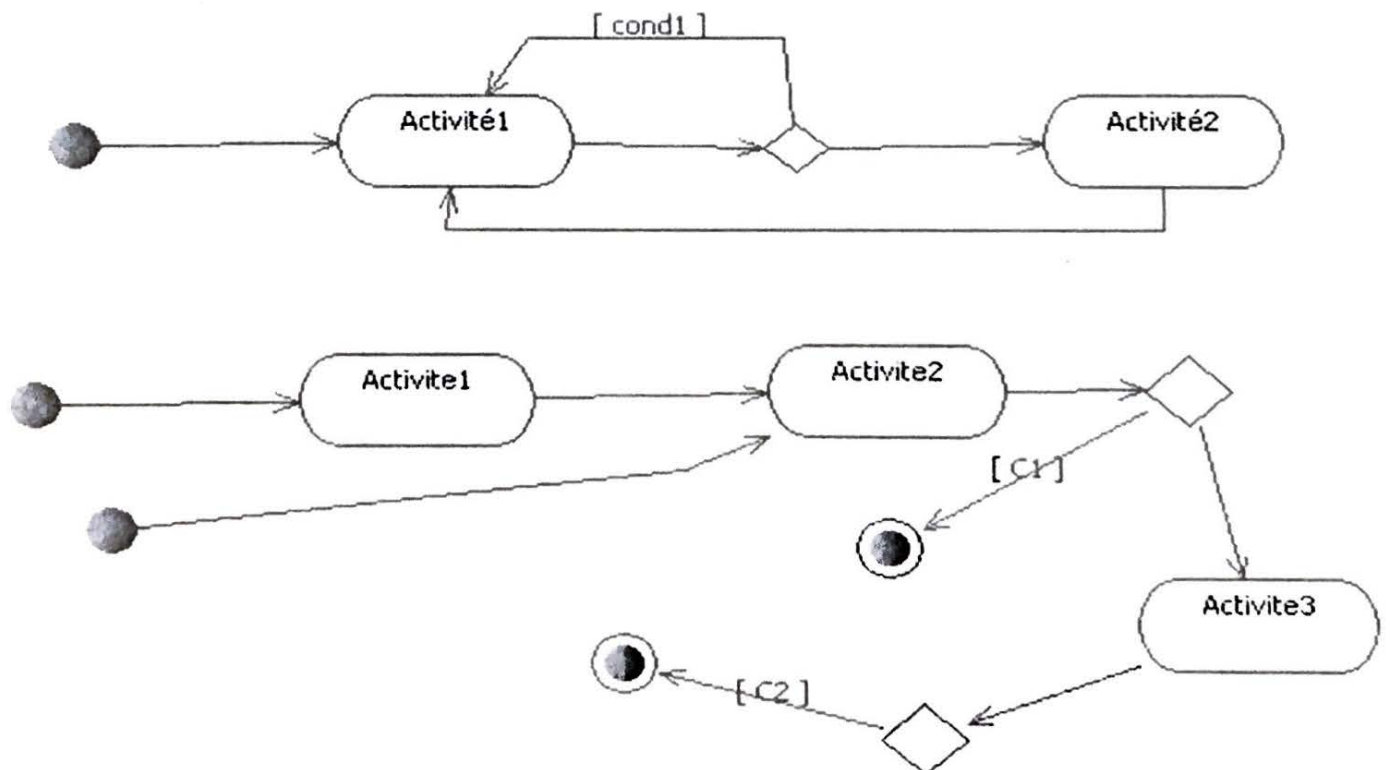 [ cond1 ]
Activité1
Activité2
Activite1
Activite2
[ C1 ]
Activite3
[ C2 ]